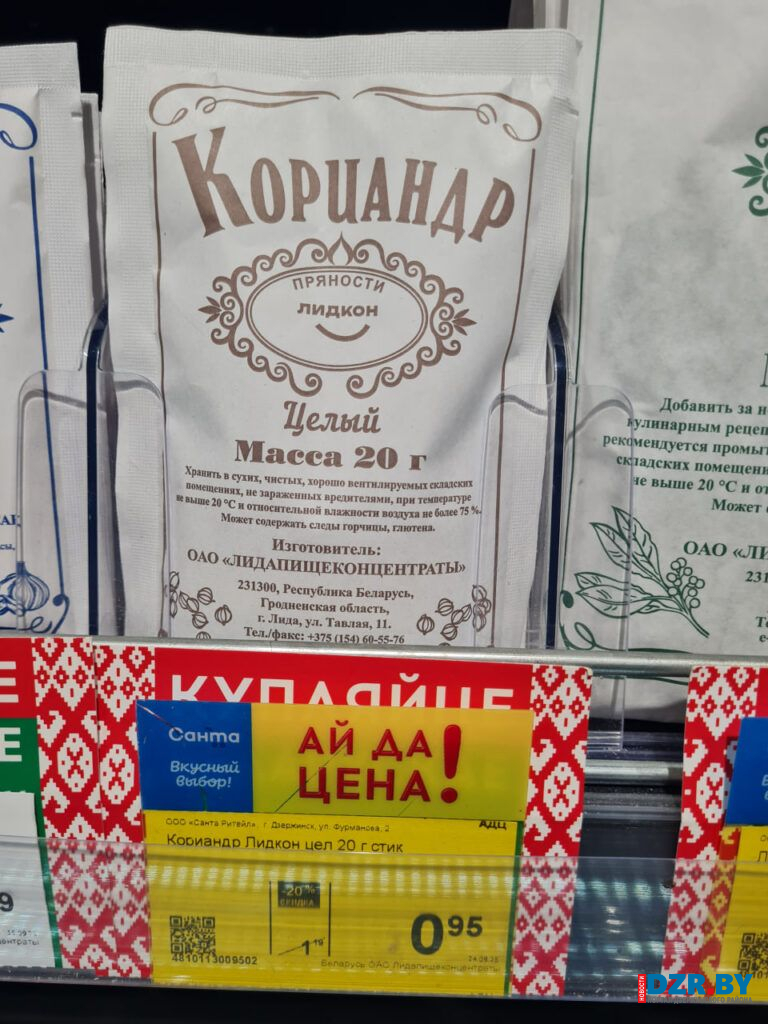 Кориандр
ПРЯНОСТИ
ЛИДКОН
Целый
Масса 20 г
Хранить в сухих, чистых, хорошо вентилируемых складских
помещениях, не зараженных вредителями, при температуре
не выше 20 °С и относительной влажности воздуха не более 75 %.
Может содержать следы горчицы, глютена.
Изготовитель:
ОАО «ЛИДАПИЩЕКОНЦЕНТРАТЫ»
231300, Республика Беларусь,
Гродненская область,
г. Лида, ул. Тавлая, 11.
Тел./факс: +375 (154) 60-55-76
Добавить за
кулинарным
рекомендуется
складских помещени
не выше 20 °С и
Может
ОАО «ЛИ
КУПЛЯЙЦЕ
Санта
Вкусный
выбор!
АЙ ДА
ЦЕНА!
ООО «Санта Ритейл», г. Дзержинск, ул. Фурманова, 2
АДЦ
Кориандр Лидкон цел 20 г стик
-20 %
СКИДКА
1 19
0 95
4810113009502
Беларусь ОАО Лидапищеконцентраты
НОВОСТИ
DZR.BY